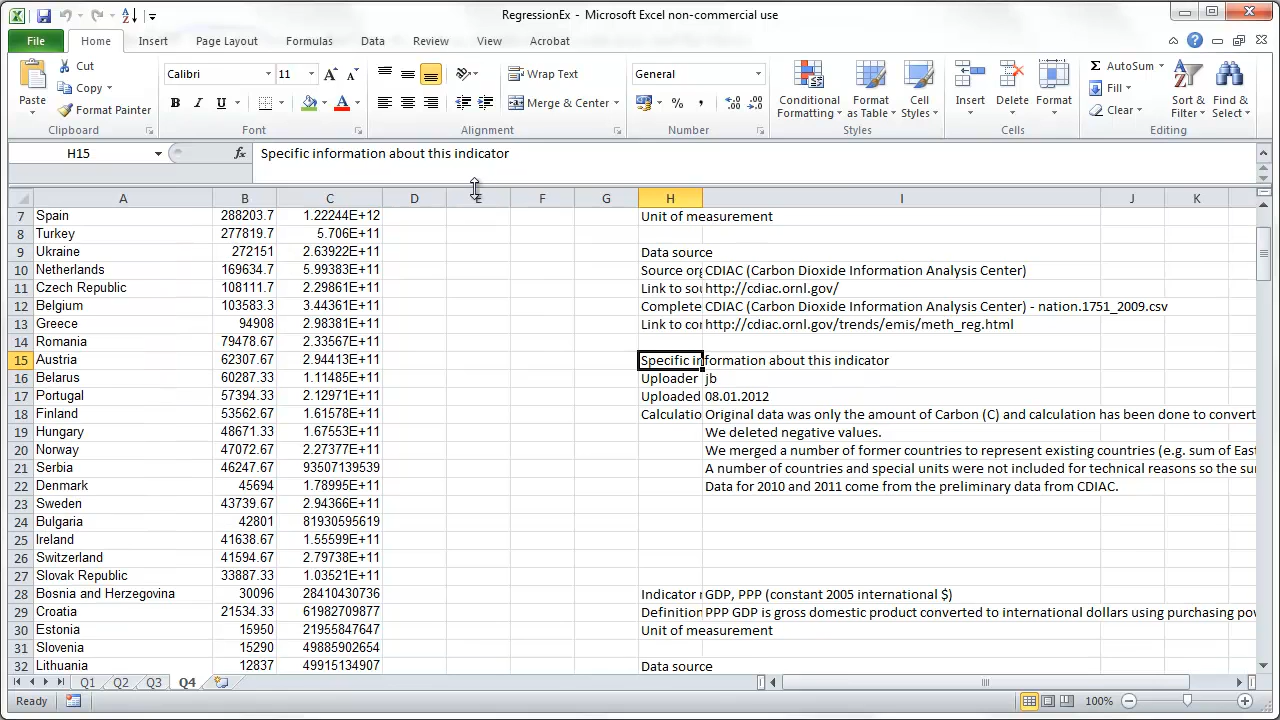 RegressionEx - Microsoft Excel non-commercial use
File Home Insert Page Layout Formulas Data Review View Acrobat
Paste
Cut
Copy
Format Painter
Clipboard
Calibri 11
B I U
Font
Wrap Text
Merge & Center
Alignment
General
Number
Conditional Formatting
Format as Table
Cell Styles
Styles
Insert Delete Format
Cells
AutoSum
Fill
Clear
Sort & Filter
Find & Select
Editing
H15 fx Specific information about this indicator
A B C D E F G H I J K
7 Spain 288203.7 1.22244E+12 Unit of measurement
8 Turkey 277819.7 5.706E+11
9 Ukraine 272151 2.63922E+11 Data source
10 Netherlands 169634.7 5.99383E+11 Source org CDIAC (Carbon Dioxide Information Analysis Center)
11 Czech Republic 108111.7 2.29861E+11 Link to sou http://cdiac.ornl.gov/
12 Belgium 103583.3 3.44361E+11 Complete CDIAC (Carbon Dioxide Information Analysis Center) - nation.1751_2009.csv
13 Greece 94908 2.98381E+11 Link to cor http://cdiac.ornl.gov/trends/emis/meth_reg.html
14 Romania 79478.67 2.33567E+11
15 Austria 62307.67 2.94413E+11 Specific information about this indicator
16 Belarus 60287.33 1.11485E+11 Uploader jb
17 Portugal 57394.33 2.12971E+11 Uploaded 08.01.2012
18 Finland 53562.67 1.61578E+11 Calculatio Original data was only the amount of Carbon (C) and calculation has been done to convert
19 Hungary 48671.33 1.67553E+11 We deleted negative values.
20 Norway 47072.67 2.27377E+11 We merged a number of former countries to represent existing countries (e.g. sum of East
21 Serbia 46247.67 93507139539 A number of countries and special units were not included for technical reasons so the sum
22 Denmark 45694 1.78995E+11 Data for 2010 and 2011 come from the preliminary data from CDIAC.
23 Sweden 43739.67 2.94366E+11
24 Bulgaria 42801 81930595619
25 Ireland 41638.67 1.55599E+11
26 Switzerland 41594.67 2.79738E+11
27 Slovak Republic 33887.33 1.03521E+11
28 Bosnia and Herzegovina 30096 28410430736 Indicator r GDP, PPP (constant 2005 international $)
29 Croatia 21534.33 61982709877 Definition PPP GDP is gross domestic product converted to international dollars using purchasing pow
30 Estonia 15950 21955847647 Unit of measurement
31 Slovenia 15290 49885902654
32 Lithuania 12837 49915134907 Data source
Q1 Q2 Q3 Q4
Ready 100%